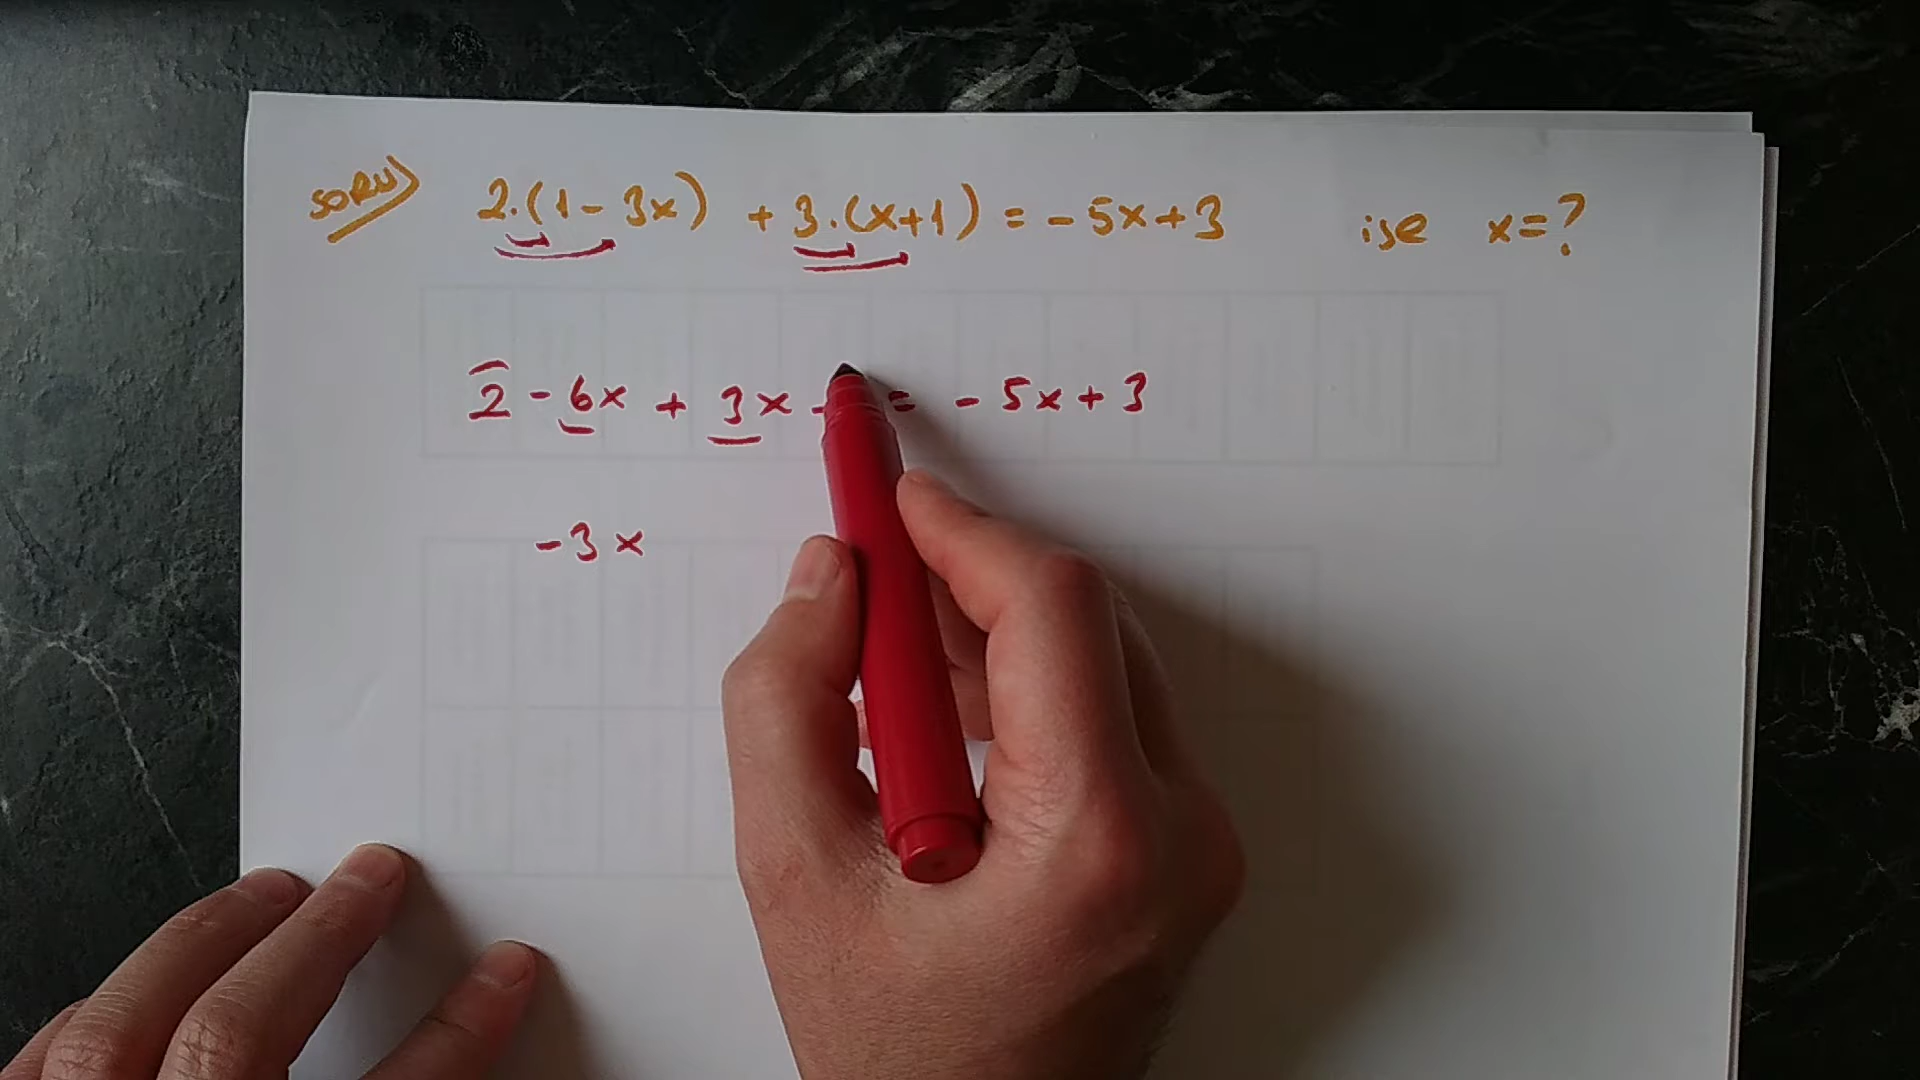 SORU 2.(1-3x) + 3.(x+1) = -5x+3 ise x=?
2 - 6x + 3x = -5x+3
-3x